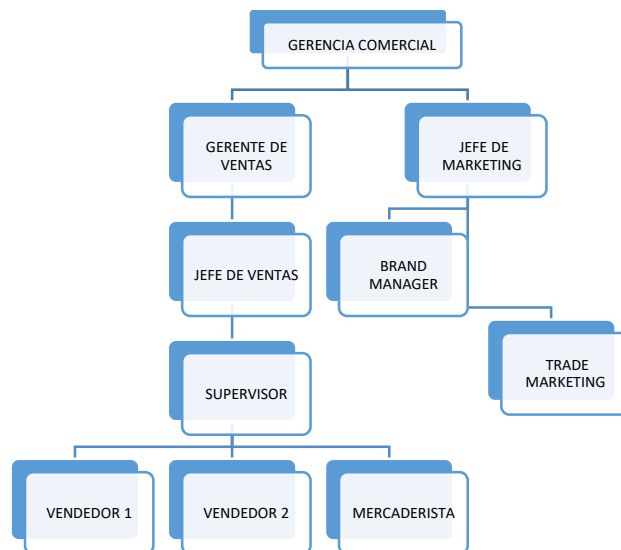 GERENCIA COMERCIAL
GERENTE DE
VENTAS
JEFE DE
MARKETING
JEFE DE VENTAS
BRAND
MANAGER
TRADE
MARKETING
SUPERVISOR
VENDEDOR 1
VENDEDOR 2
MERCADERISTA